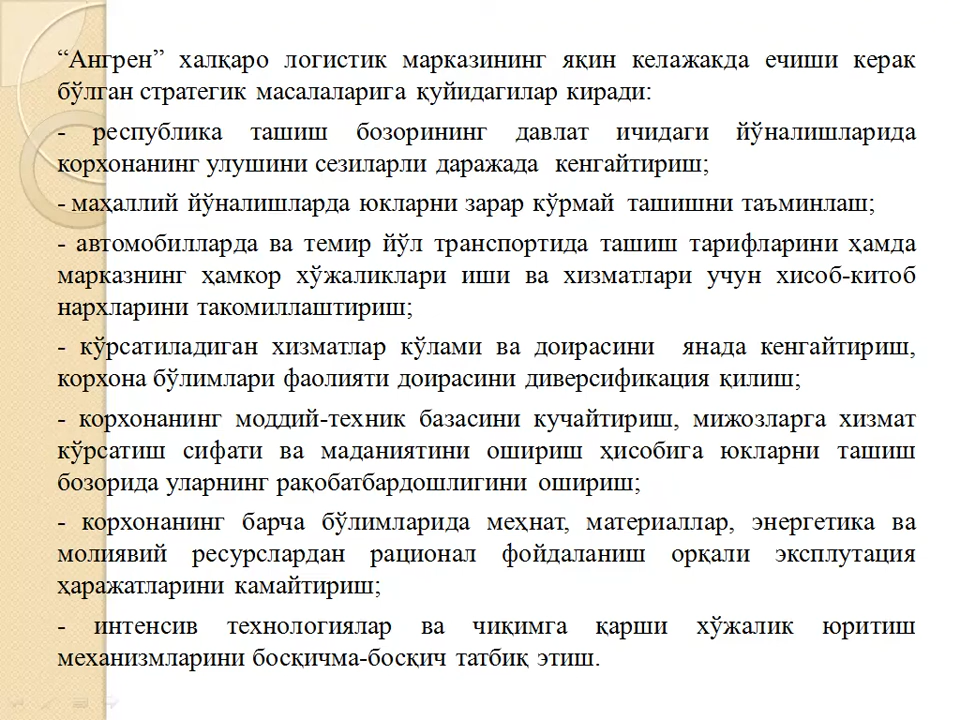 “Ангрен” халқаро логистик марказининг яқин келажакда ечиши керак
бўлган стратегик масалаларига қуйидагилар киради:
- республика ташиш бозорининг давлат ичидаги йўналишларида
корхонанинг улушини сезиларли даражада кенгайтириш;
- маҳаллий йўналишларда юкларни зарар кўрмай ташишни таъминлаш;
- автомобилларда ва темир йўл транспортида ташиш тарифларини ҳамда
марказнинг ҳамкор хўжаликлари иши ва хизматлари учун хисоб-китоб
нархларини такомиллаштириш;
- кўрсатиладиган хизматлар кўлами ва доирасини янада кенгайтириш,
корхона бўлимлари фаолияти доирасини диверсификация қилиш;
- корхонанинг моддий-техник базасини кучайтириш, мижозларга хизмат
кўрсатиш сифати ва маданиятини ошириш ҳисобига юкларни ташиш
бозорида уларнинг рақобатбардошлигини ошириш;
- корхонанинг барча бўлимларида меҳнат, материаллар, энергетика ва
молиявий ресурслардан рационал фойдаланиш орқали эксплутация
ҳаражатларини камайтириш;
- интенсив технологиялар ва чиқимга қарши хўжалик юритиш
механизмларини босқичма-босқич татбиқ этиш.